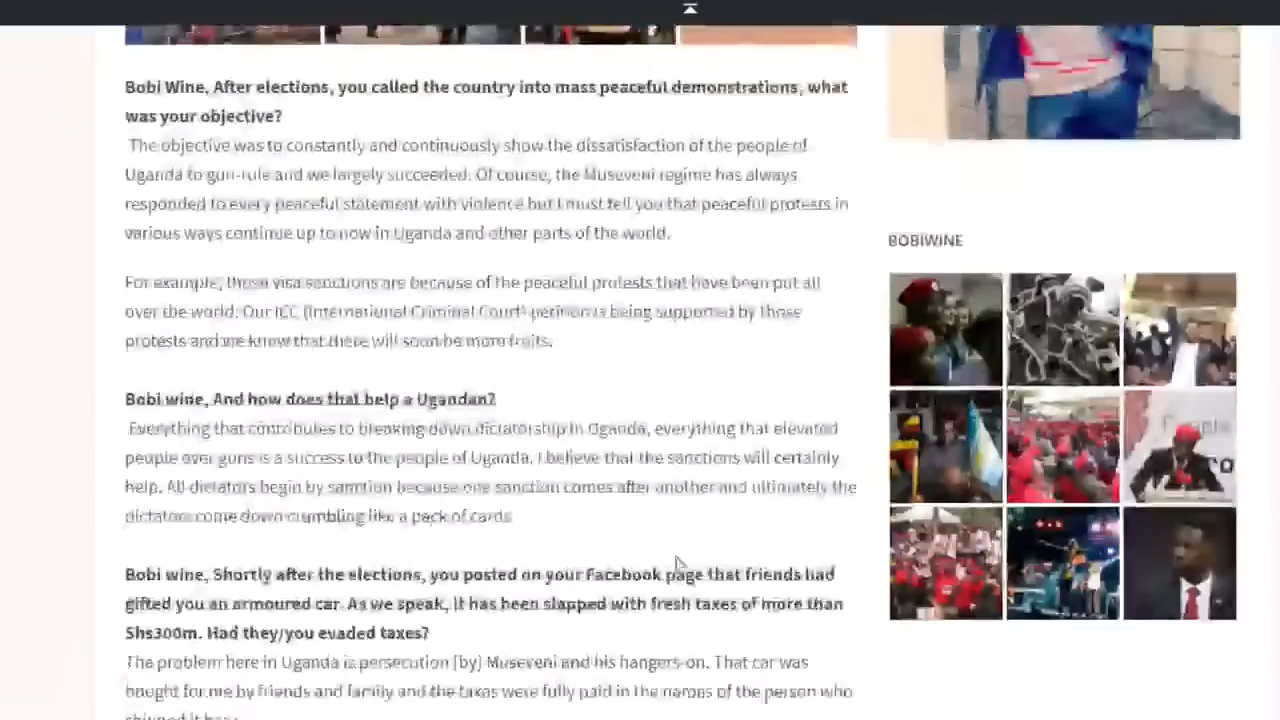 Bobi Wine, After elections, you called the country into mass peaceful demonstrations, what
was your objective?
The objective was to constantly and continuously show the dissatisfaction of the people of
Uganda to gun-rule and we largely succeeded. Of course, the Museveni regime has always
responded to every peaceful statement with violence but I must tell you that peaceful protests in
various ways continue up to now in Uganda and other parts of the world.
For example, those visa sanctions are because of the peaceful protests that have been put all
over the world. Our ICC (International Criminal Court) petition is being supported by those
protests and we know that there will soon be more fruits.
Bobi wine, And how does that help a Ugandan?
Everything that contributes to breaking down dictatorship in Uganda, everything that elevated
people over guns is a success to the people of Uganda. I believe that the sanctions will certainly
help. All dictators begin by sanction because one sanction comes after another and ultimately the
dictators come down crumbling like a pack of cards
Bobi wine, Shortly after the elections, you posted on your Facebook page that friends had
gifted you an armoured car. As we speak, it has been slapped with fresh taxes of more than
Shs300m. Had they/you evaded taxes?
The problem here in Uganda is persecution [by] Museveni and his hangers-on. That car was
bought for me by friends and family and the taxes were fully paid in the names of the person who
BOBIWINE